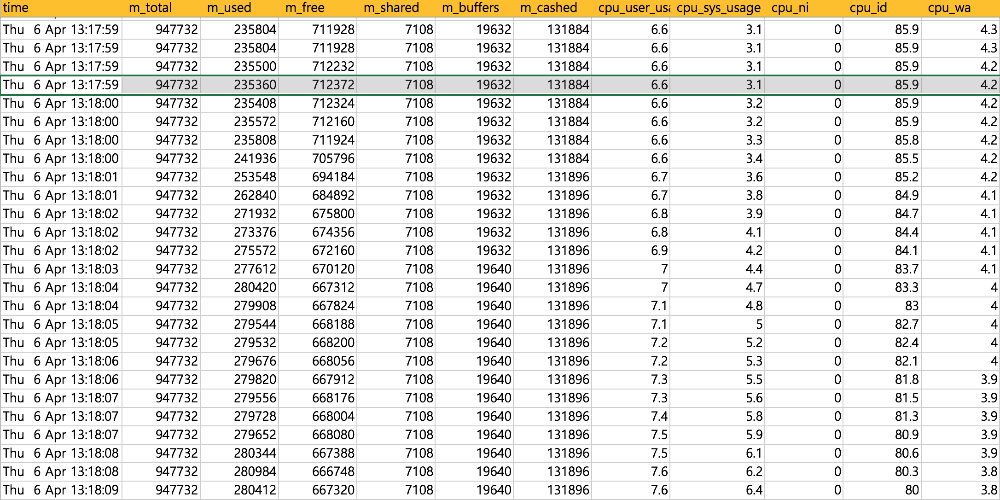 time m_total m_used m_free m_shared m_buffers m_cashed cpu_user_usa cpu_sys_usage cpu_ni cpu_id cpu_wa
Thu 6 Apr 13:17:59 947732 235804 711928 7108 19632 131884 6.6 3.1 0 85.9 4.3
Thu 6 Apr 13:17:59 947732 235804 711928 7108 19632 131884 6.6 3.1 0 85.9 4.3
Thu 6 Apr 13:17:59 947732 235500 712232 7108 19632 131884 6.6 3.1 0 85.9 4.2
Thu 6 Apr 13:17:59 947732 235360 712372 7108 19632 131884 6.6 3.1 0 85.9 4.2
Thu 6 Apr 13:18:00 947732 235408 712324 7108 19632 131884 6.6 3.2 0 85.9 4.2
Thu 6 Apr 13:18:00 947732 235572 712160 7108 19632 131884 6.6 3.2 0 85.9 4.2
Thu 6 Apr 13:18:00 947732 235808 711924 7108 19632 131884 6.6 3.3 0 85.8 4.2
Thu 6 Apr 13:18:00 947732 241936 705796 7108 19632 131884 6.6 3.4 0 85.5 4.2
Thu 6 Apr 13:18:01 947732 253548 694184 7108 19632 131896 6.7 3.6 0 85.2 4.2
Thu 6 Apr 13:18:01 947732 262840 684892 7108 19632 131896 6.7 3.8 0 84.9 4.1
Thu 6 Apr 13:18:02 947732 271932 675800 7108 19632 131896 6.8 3.9 0 84.7 4.1
Thu 6 Apr 13:18:02 947732 273376 674356 7108 19632 131896 6.8 4.1 0 84.4 4.1
Thu 6 Apr 13:18:02 947732 275572 672160 7108 19632 131896 6.9 4.2 0 84.1 4.1
Thu 6 Apr 13:18:03 947732 277612 670120 7108 19640 131896 7 4.4 0 83.7 4.1
Thu 6 Apr 13:18:04 947732 280420 667312 7108 19640 131896 7 4.7 0 83.3 4
Thu 6 Apr 13:18:04 947732 279908 667824 7108 19640 131896 7.1 4.8 0 83 4
Thu 6 Apr 13:18:05 947732 279544 668188 7108 19640 131896 7.1 5 0 82.7 4
Thu 6 Apr 13:18:05 947732 279532 668200 7108 19640 131896 7.2 5.2 0 82.4 4
Thu 6 Apr 13:18:06 947732 279676 668056 7108 19640 131896 7.2 5.3 0 82.1 4
Thu 6 Apr 13:18:06 947732 279820 667912 7108 19640 131896 7.3 5.5 0 81.8 3.9
Thu 6 Apr 13:18:07 947732 279556 668176 7108 19640 131896 7.3 5.6 0 81.5 3.9
Thu 6 Apr 13:18:07 947732 279728 668004 7108 19640 131896 7.4 5.8 0 81.3 3.9
Thu 6 Apr 13:18:07 947732 279652 668080 7108 19640 131896 7.5 5.9 0 80.9 3.9
Thu 6 Apr 13:18:08 947732 280344 667388 7108 19640 131896 7.5 6.1 0 80.6 3.9
Thu 6 Apr 13:18:08 947732 280984 666748 7108 19640 131896 7.6 6.2 0 80.3 3.8
Thu 6 Apr 13:18:09 947732 280412 667320 7108 19640 131896 7.6 6.4 0 80 3.8